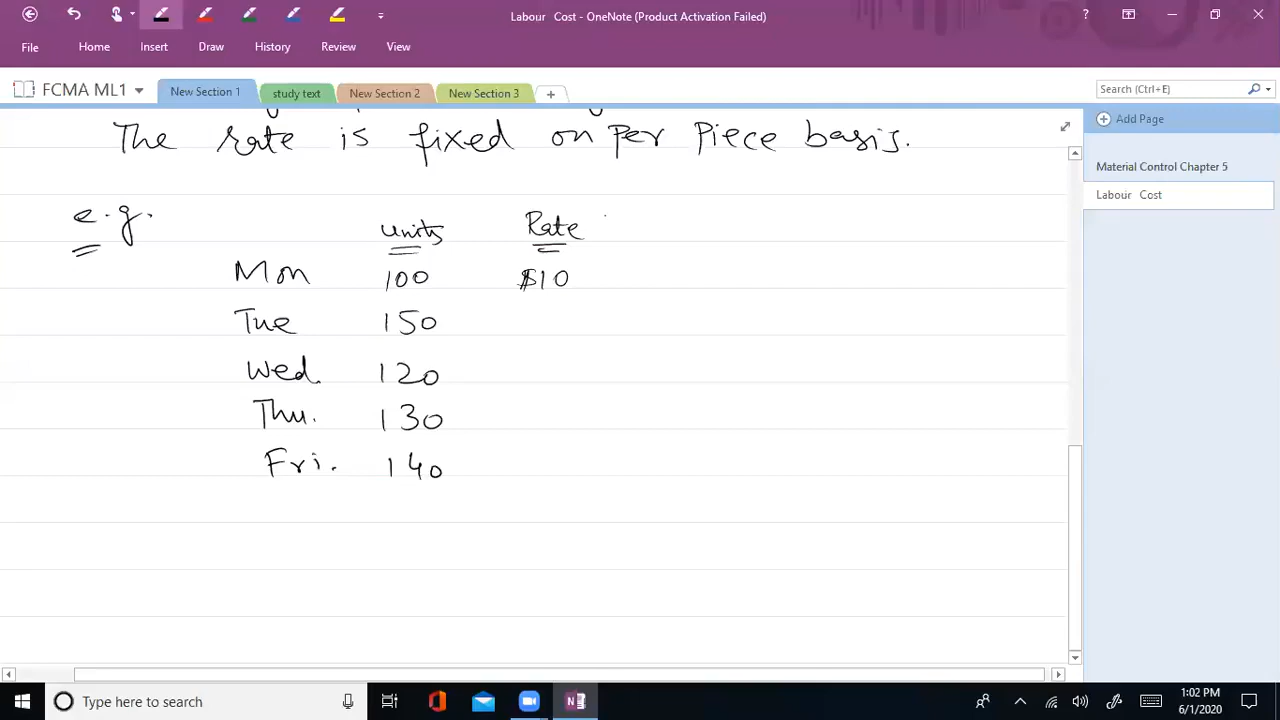 Labour Cost - OneNote (Product Activation Failed)
File Home Insert Draw History Review View
FCMA ML1 New Section 1 study text New Section 2 New Section 3 Search (Ctrl+E)
Add Page
Material Control Chapter 5
Labour Cost
The rate is fixed on Per Piece basis.
e.g. Units Rate
Mon 100 $10
Tue 150
Wed. 120
Thu. 130
Fri. 140
Type here to search
1:02 PM
6/1/2020